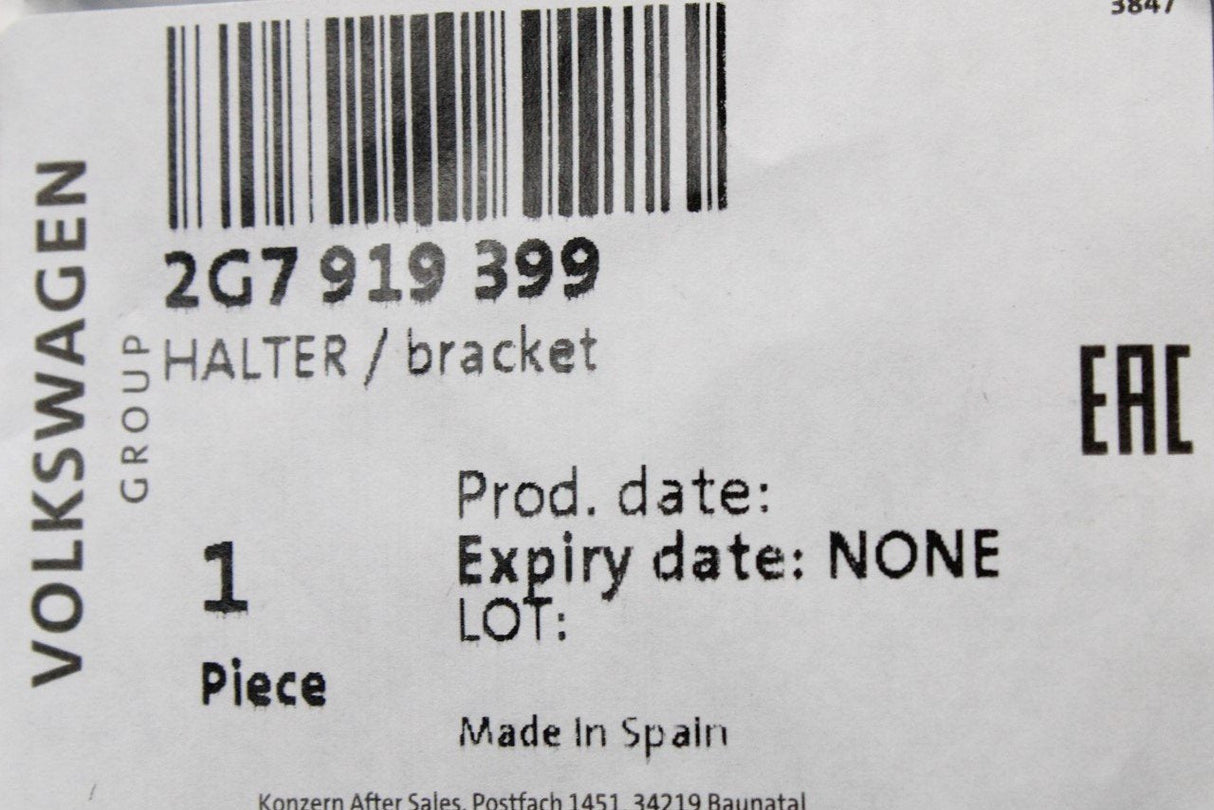 3847
VOLKSWAGEN
GROUP
2G7 919 399
HALTER / bracket
EAC
Prod. date:
Expiry date: NONE
LOT:
1
Piece
Made In Spain
Konzern After Sales, Postfach 1451, 34219 Baunatal